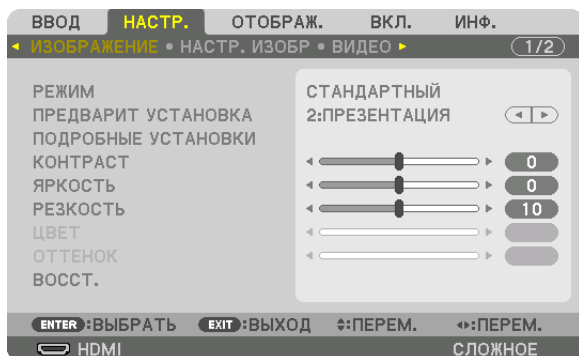 ВВОД НАСТР. ОТОБРАЖ. ВКЛ. ИНФ.
ИЗОБРАЖЕНИЕ • НАСТР. ИЗОБР • ВИДЕО 1/2
РЕЖИМ СТАНДАРТНЫЙ
ПРЕДВАРИТ УСТАНОВКА 2:ПРЕЗЕНТАЦИЯ
ПОДРОБНЫЕ УСТАНОВКИ
КОНТРАСТ 0
ЯРКОСТЬ 0
РЕЗКОСТЬ 10
ЦВЕТ
ОТТЕНОК
ВОССТ.
ENTER:ВЫБРАТЬ EXIT:ВЫХОД :ПЕРЕМ. :ПЕРЕМ.
HDMI СЛОЖНОЕ